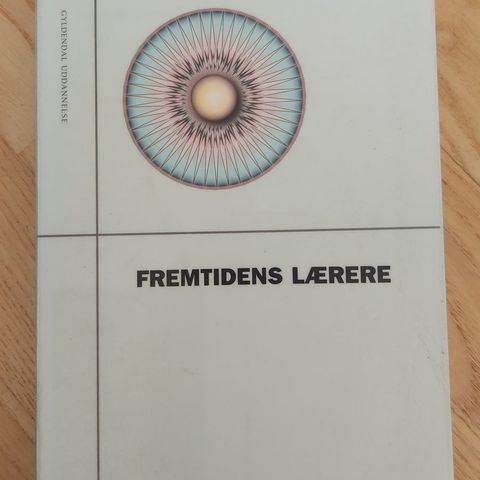 GYLDENDAL UDDANNELSE
FREMTIDENS LÆRERE